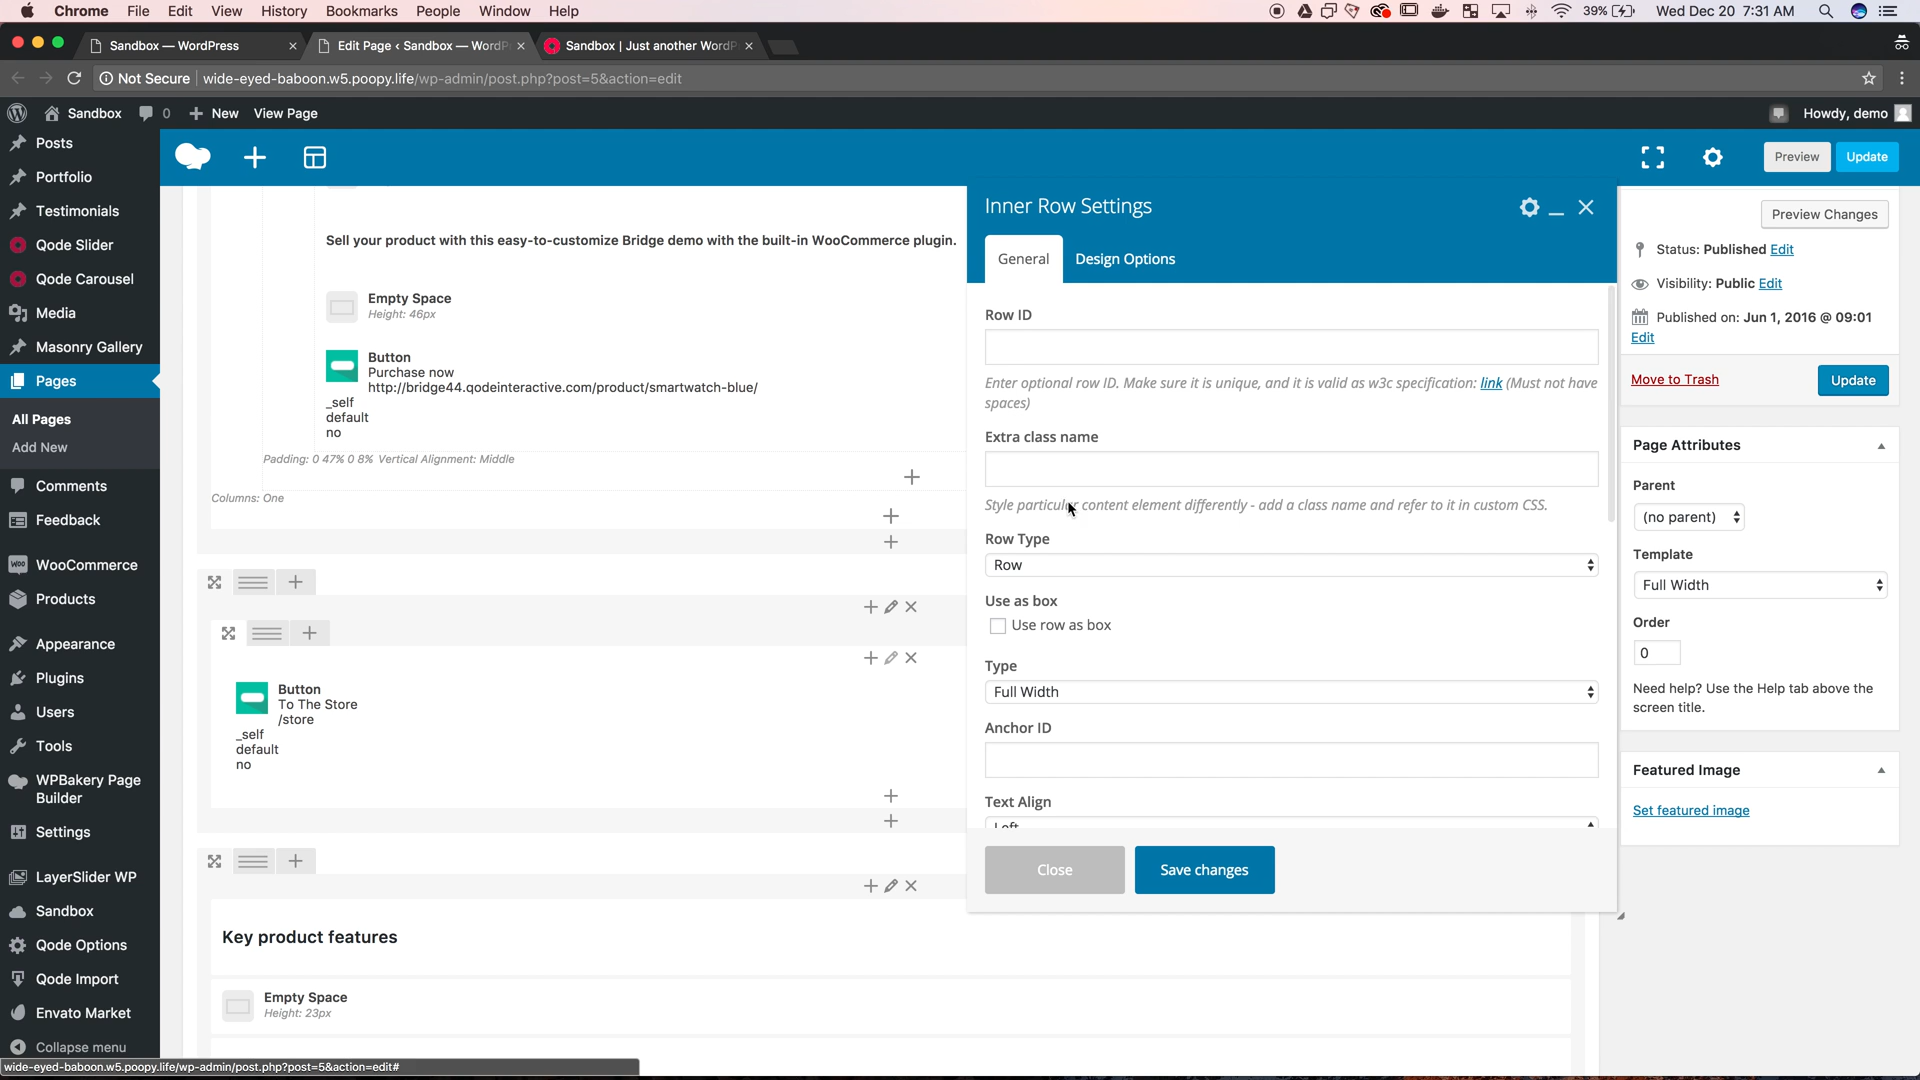 Chrome File Edit View History Bookmarks People Window Help 39% Wed Dec 20 7:31 AM
Sandbox — WordPress Edit Page ‹ Sandbox — WordP Sandbox | Just another WordP
Not Secure wide-eyed-baboon.w5.poopy.life/wp-admin/post.php?post=5&action=edit
Sandbox 0 New View Page Howdy, demo
Posts
Portfolio
Testimonials
Qode Slider
Qode Carousel
Media
Masonry Gallery
Pages
All Pages
Add New
Comments
Feedback
WooCommerce
Products
Appearance
Plugins
Users
Tools
WPBakery Page
Builder
Settings
LayerSlider WP
Sandbox
Qode Options
Qode Import
Envato Market
Collapse menu
wide-eyed-baboon.w5.poopy.life/wp-admin/post.php?post=5&action=edit#
Preview Update
Sell your product with this easy-to-customize Bridge demo with the built-in WooCommerce plugin.
Empty Space
Height: 46px
Button
Purchase now
http://bridge44.qodeinteractive.com/product/smartwatch-blue/
_self
default
no
Padding: 0 47% 0 8% Vertical Alignment: Middle
Columns: One
Button
To The Store
/store
_self
default
no
Key product features
Empty Space
Height: 23px
Inner Row Settings
General Design Options
Row ID
Enter optional row ID. Make sure it is unique, and it is valid as w3c specification: link (Must not have
spaces)
Extra class name
Style particular content element differently - add a class name and refer to it in custom CSS.
Row Type
Row
Use as box
Use row as box
Type
Full Width
Anchor ID
Text Align
Left
Close Save changes
Preview Changes
Status: Published Edit
Visibility: Public Edit
Published on: Jun 1, 2016 @ 09:01
Edit
Move to Trash Update
Page Attributes
Parent
(no parent)
Template
Full Width
Order
0
Need help? Use the Help tab above the
screen title.
Featured Image
Set featured image